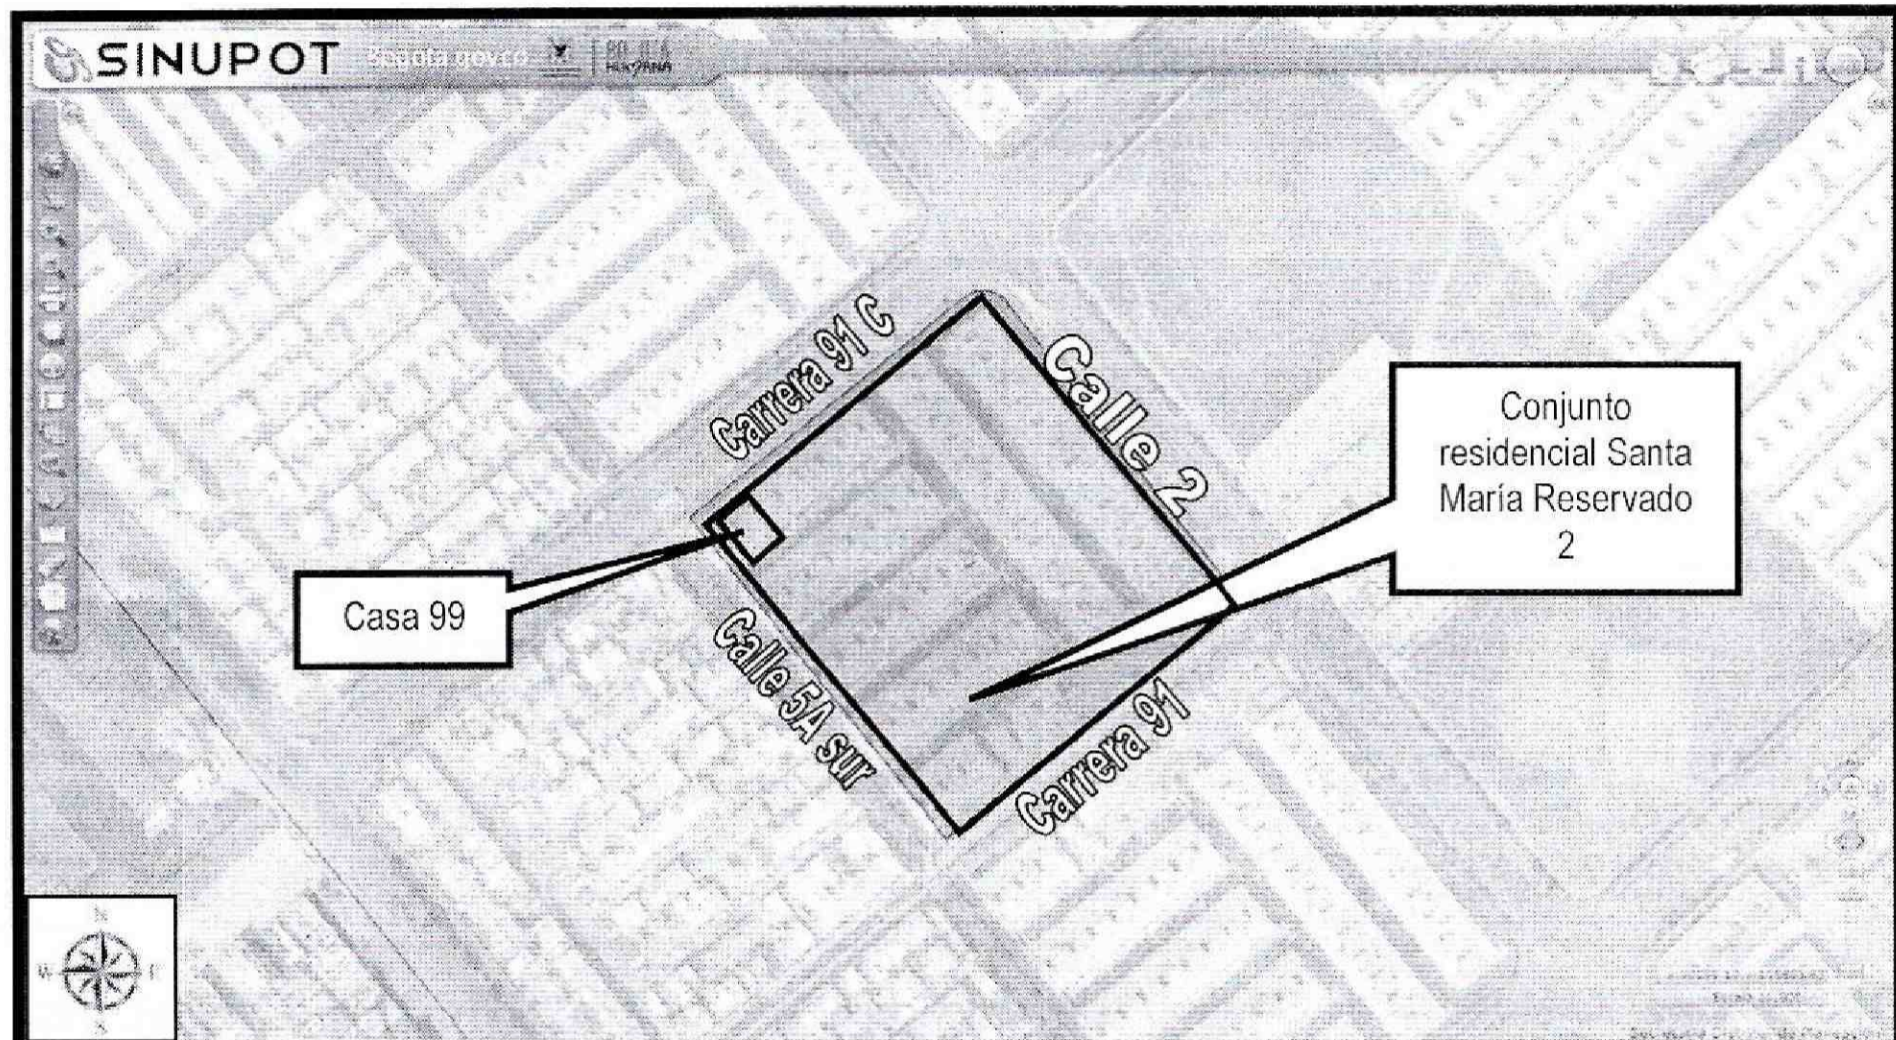 SINUPOT
Carrera 91 C
Calle 2
Conjunto
residencial Santa
María Reservado
2
Casa 99
Calle 5A sur
Carrera 91
N
W
S